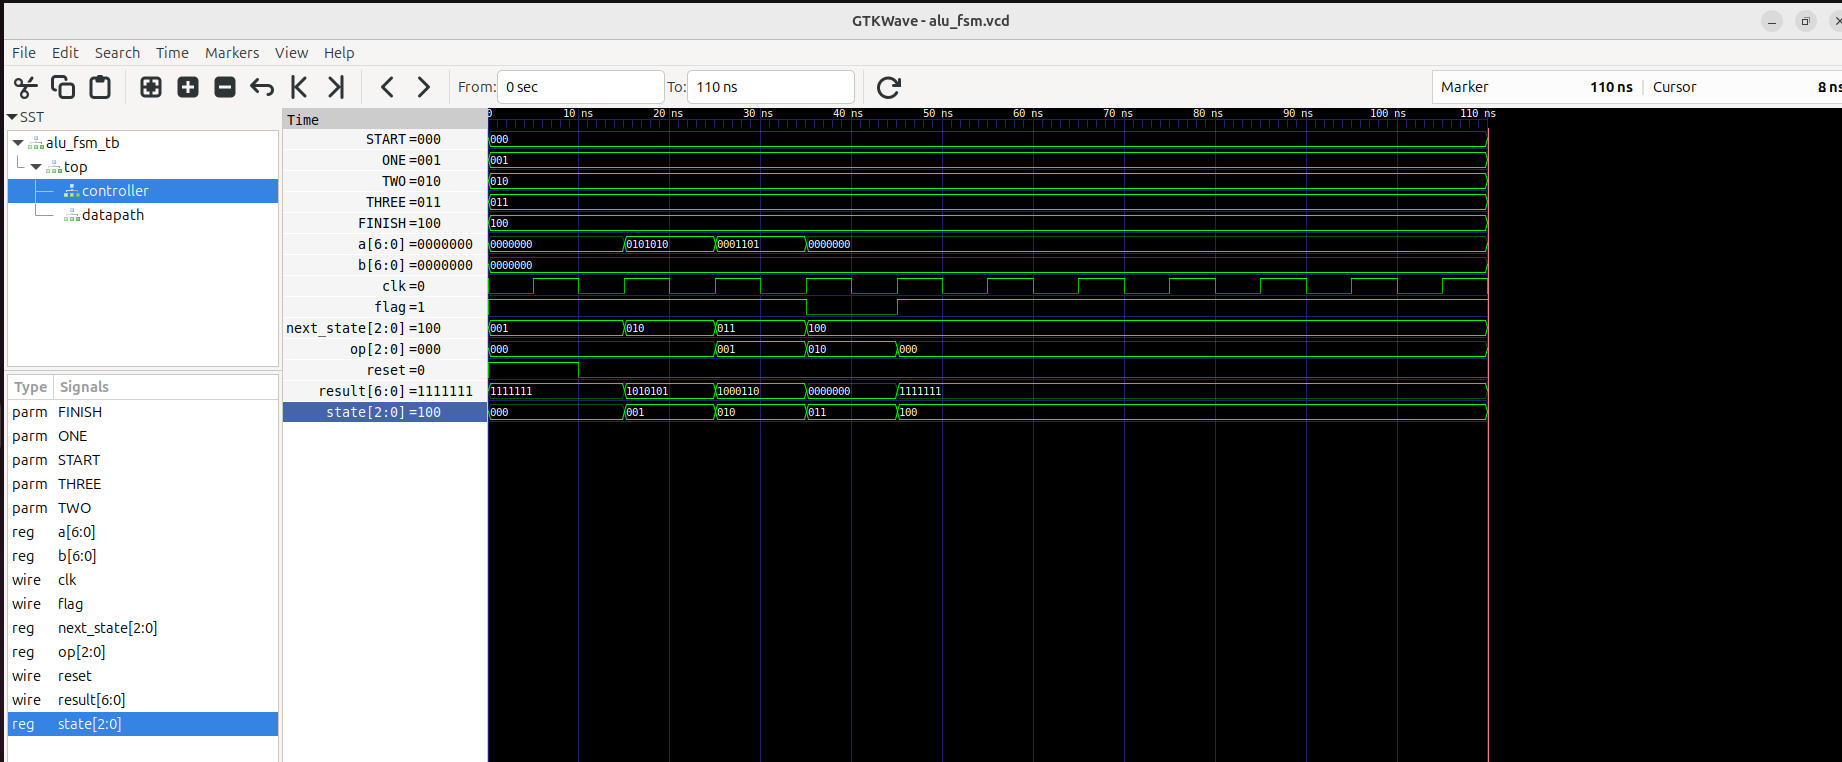 GTKWave - alu_fsm.vcd
File Edit Search Time Markers View Help
From: 0 sec To: 110 ns Marker 110 ns | Cursor 8 ns
SST
alu_fsm_tb
top
controller
datapath
Type Signals
parm FINISH
parm ONE
parm START
parm THREE
parm TWO
reg a[6:0]
reg b[6:0]
wire clk
wire flag
reg next_state[2:0]
reg op[2:0]
wire reset
wire result[6:0]
reg state[2:0]
Time 0 10 ns 20 ns 30 ns 40 ns 50 ns 60 ns 70 ns 80 ns 90 ns 100 ns 110 ns
START =000 000
ONE =001 001
TWO =010 010
THREE =011 011
FINISH =100 100
a[6:0] =0000000 0000000 0101010 0001101 0000000
b[6:0] =0000000 0000000
clk =0
flag =1
next_state[2:0] =100 001 010 011 100
op[2:0] =000 000 001 010 000
reset =0
result[6:0] =1111111 1111111 1010101 1000110 0000000 1111111
state[2:0] =100 000 001 010 011 100